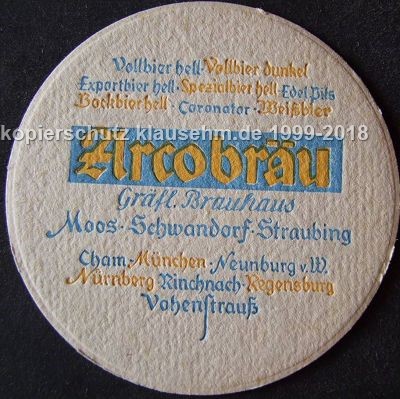 Vollbier hell Vollbier dunkel
Exportbier hell · Spezialbier hell · Edel Pils
Bockbier hell · Coronator · Weißbier
kopierschutz klausehm.de 1999-2018
Arcobräu
Gräfl. Brauhaus
Moos · Schwandorf · Straubing
Cham · München · Neunburg v.W.
Nürnberg Rinchnach · Regensburg
Vohenstrauß